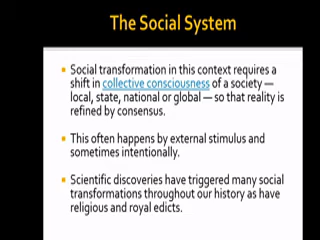 The Social System
Social transformation in this context requires a
shift in collective consciousness of a society —
local, state, national or global — so that reality is
refined by consensus.
This often happens by external stimulus and
sometimes intentionally.
Scientific discoveries have triggered many social
transformations throughout our history as have
religious and royal edicts.